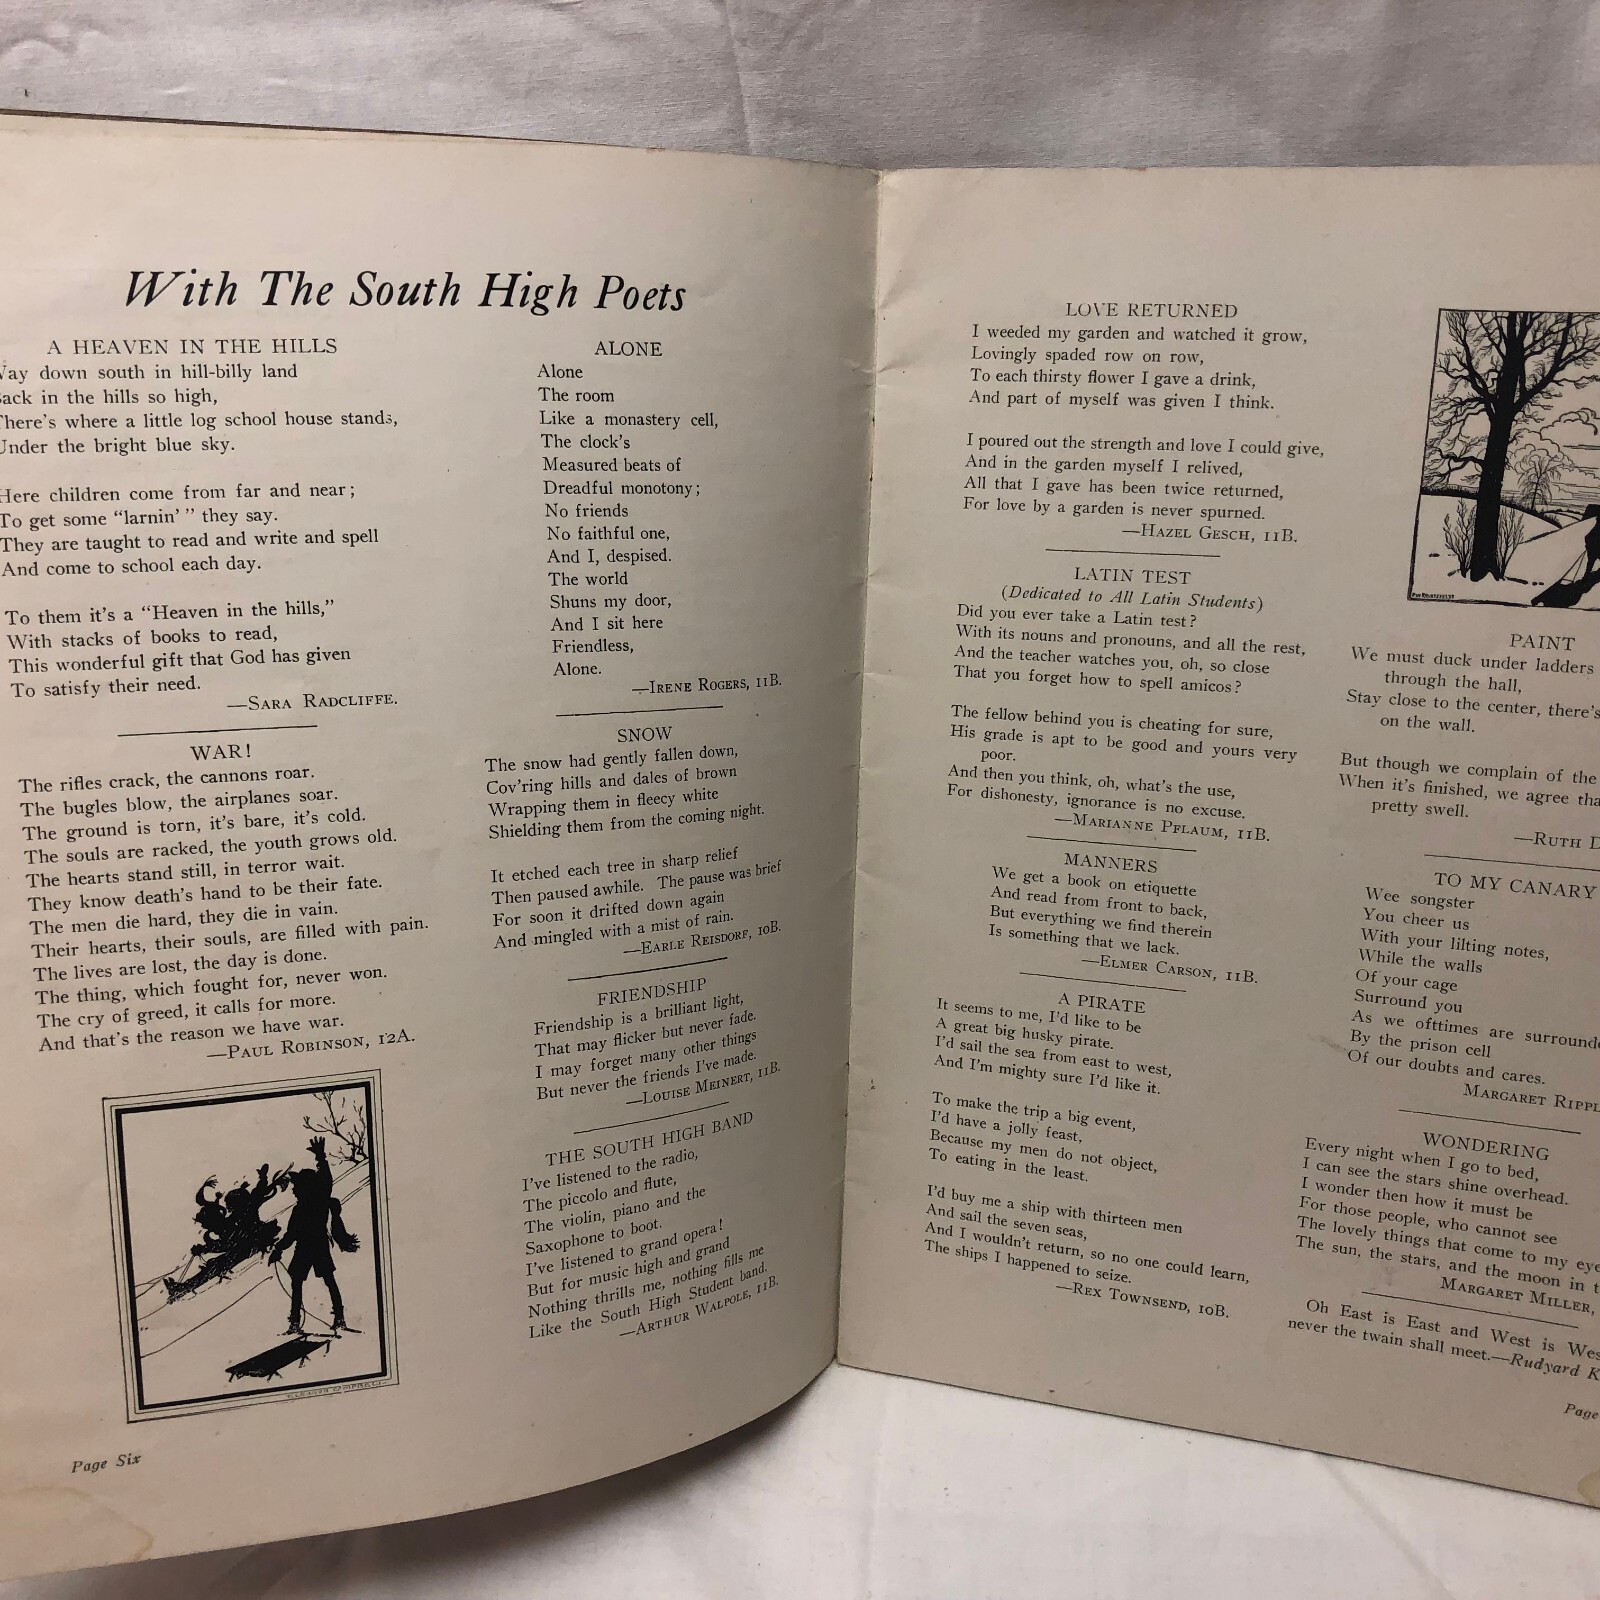 With The South High Poets
A HEAVEN IN THE HILLS
Way down south in hill-billy land
Back in the hills so high,
There's where a little log school house stands,
Under the bright blue sky.
Here children come from far and near;
To get some "larnin' " they say.
They are taught to read and write and spell
And come to school each day.
To them it's a "Heaven in the hills,"
With stacks of books to read,
This wonderful gift that God has given
To satisfy their need.
—SARA RADCLIFFE.
WAR!
The rifles crack, the cannons roar.
The bugles blow, the airplanes soar.
The ground is torn, it's bare, it's cold.
The souls are racked, the youth grows old.
The hearts stand still, in terror wait.
They know death's hand to be their fate.
The men die hard, they die in vain.
Their hearts, their souls, are filled with pain.
The lives are lost, the day is done.
The thing, which fought for, never won.
The cry of greed, it calls for more.
And that's the reason we have war.
—PAUL ROBINSON, 12A.
Page Six
ALONE
Alone
The room
Like a monastery cell,
The clock's
Measured beats of
Dreadful monotony;
No friends
No faithful one,
And I, despised.
The world
Shuns my door,
And I sit here
Friendless,
Alone.
—IRENE ROGERS, 11B.
SNOW
The snow had gently fallen down,
Cov'ring hills and dales of brown
Wrapping them in fleecy white
Shielding them from the coming night.
It etched each tree in sharp relief
Then paused awhile. The pause was brief
For soon it drifted down again
And mingled with a mist of rain.
—EARLE REISDORF, 10B.
FRIENDSHIP
Friendship is a brilliant light,
That may flicker but never fade.
I may forget many other things
But never the friends I've made.
—LOUISE MEINERT, 11B.
THE SOUTH HIGH BAND
I've listened to the radio,
The piccolo and flute,
The violin, piano and the
Saxophone to boot.
I've listened to grand opera!
But for music high and grand
Nothing thrills me, nothing fills me
Like the South High Student band.
—ARTHUR WALPOLE, 11B.
LOVE RETURNED
I weeded my garden and watched it grow,
Lovingly spaded row on row,
To each thirsty flower I gave a drink,
And part of myself was given I think.
I poured out the strength and love I could give,
And in the garden myself I relived,
All that I gave has been twice returned,
For love by a garden is never spurned.
—HAZEL GESCH, 11B.
LATIN TEST
(Dedicated to All Latin Students)
Did you ever take a Latin test?
With its nouns and pronouns, and all the rest,
And the teacher watches you, oh, so close
That you forget how to spell amicos?
The fellow behind you is cheating for sure,
His grade is apt to be good and yours very
poor.
And then you think, oh, what's the use,
For dishonesty, ignorance is no excuse.
—MARIANNE PFLAUM, 11B.
MANNERS
We get a book on etiquette
And read from front to back,
But everything we find therein
Is something that we lack.
—ELMER CARSON, 11B.
A PIRATE
It seems to me, I'd like to be
A great big husky pirate.
I'd sail the sea from east to west,
And I'm mighty sure I'd like it.
To make the trip a big event,
I'd have a jolly feast,
Because my men do not object,
To eating in the least.
I'd buy me a ship with thirteen men
And sail the seven seas,
And I wouldn't return, so no one could learn,
The ships I happened to seize.
—REX TOWNSEND, 10B.
PAINT
We must duck under ladders
through the hall,
Stay close to the center, there's
on the wall.
But though we complain of the
When it's finished, we agree tha
pretty swell.
—RUTH D
TO MY CANARY
Wee songster
You cheer us
With your lilting notes,
While the walls
Of your cage
Surround you
As we ofttimes are surround
By the prison cell
Of our doubts and cares.
MARGARET RIPPL
WONDERING
Every night when I go to bed,
I can see the stars shine overhead.
I wonder then how it must be
For those people, who cannot see
The lovely things that come to my eye
The sun, the stars, and the moon in t
MARGARET MILLER,
Oh East is East and West is Wes
never the twain shall meet.—Rudyard K
Page